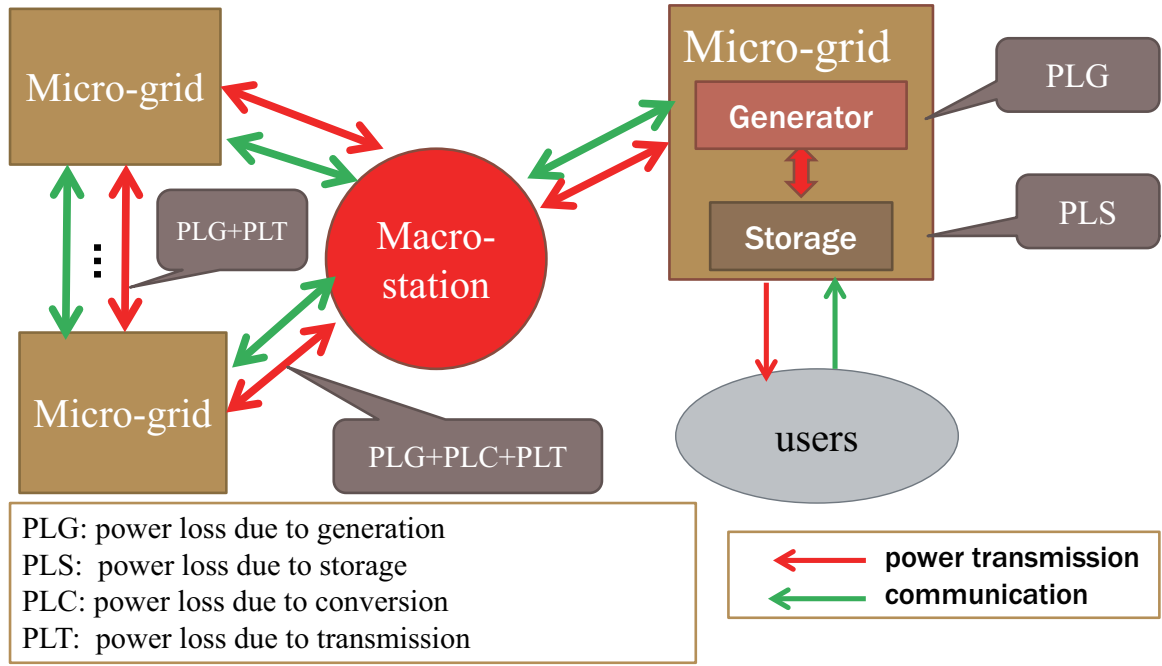 Micro-grid
Micro-grid
Generator
Storage
PLG
PLS
PLG+PLT
...
Macro-
station
Micro-grid
PLG+PLC+PLT
users
PLG: power loss due to generation
PLS: power loss due to storage
PLC: power loss due to conversion
PLT: power loss due to transmission
power transmission
communication